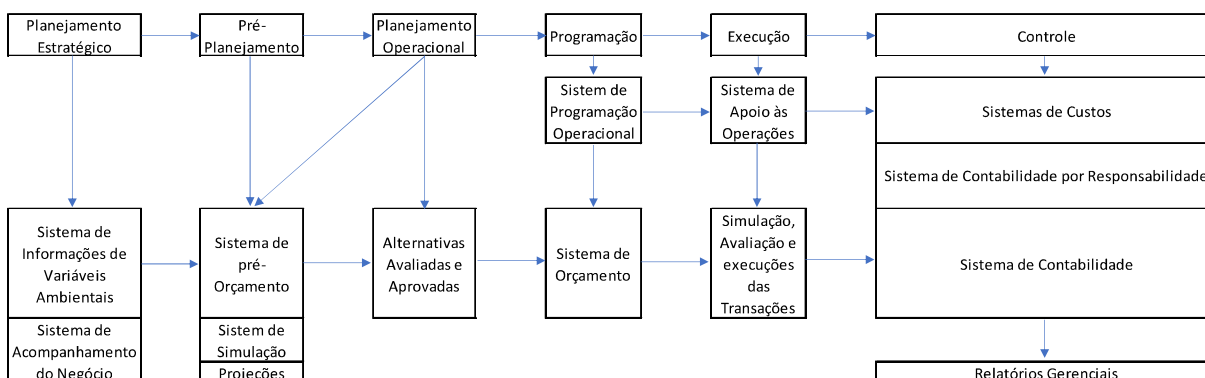 Planejamento
Estratégico
Pré-
Planejamento
Planejamento
Operacional
Programação
Execução
Controle
Sistem de
Programação
Operacional
Sistema de
Apoio às
Operações
Sistemas de Custos
Sistema de Contabilidade por Responsabilidade
Sistema de
Informações de
Variáveis
Ambientais
Sistema de
pré-
Orçamento
Alternativas
Avaliadas e
Aprovadas
Sistema de
Orçamento
Simulação,
Avaliação e
execuções
das
Transações
Sistema de Contabilidade
Sistema de
Acompanhamento
do Negócio
Sistem de
Simulação
Projeções
Relatórios Gerenciais